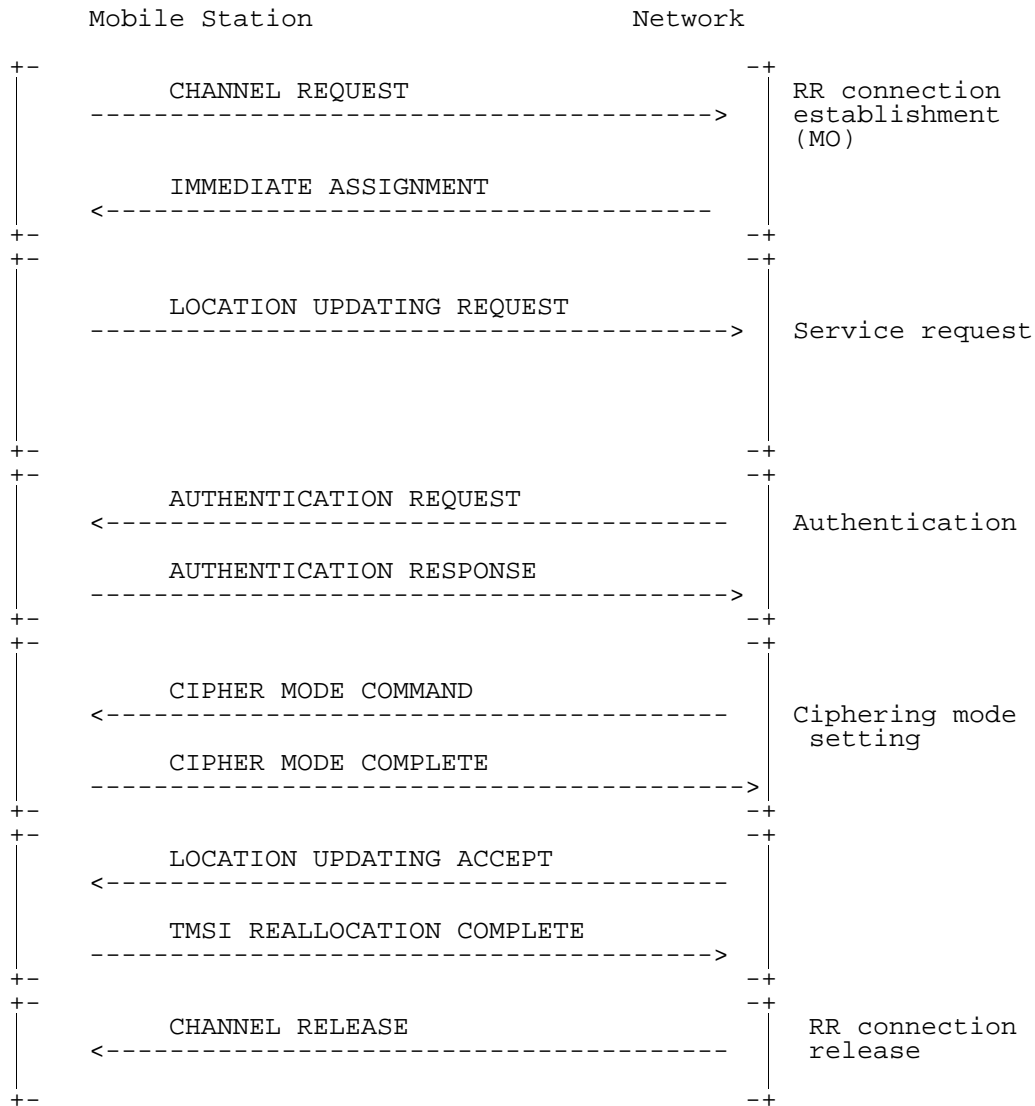 Mobile Station Network
CHANNEL REQUEST
RR connection
establishment
(MO)
IMMEDIATE ASSIGNMENT
LOCATION UPDATING REQUEST
Service request
AUTHENTICATION REQUEST
Authentication
AUTHENTICATION RESPONSE
CIPHER MODE COMMAND
Ciphering mode
setting
CIPHER MODE COMPLETE
LOCATION UPDATING ACCEPT
TMSI REALLOCATION COMPLETE
CHANNEL RELEASE
RR connection
release